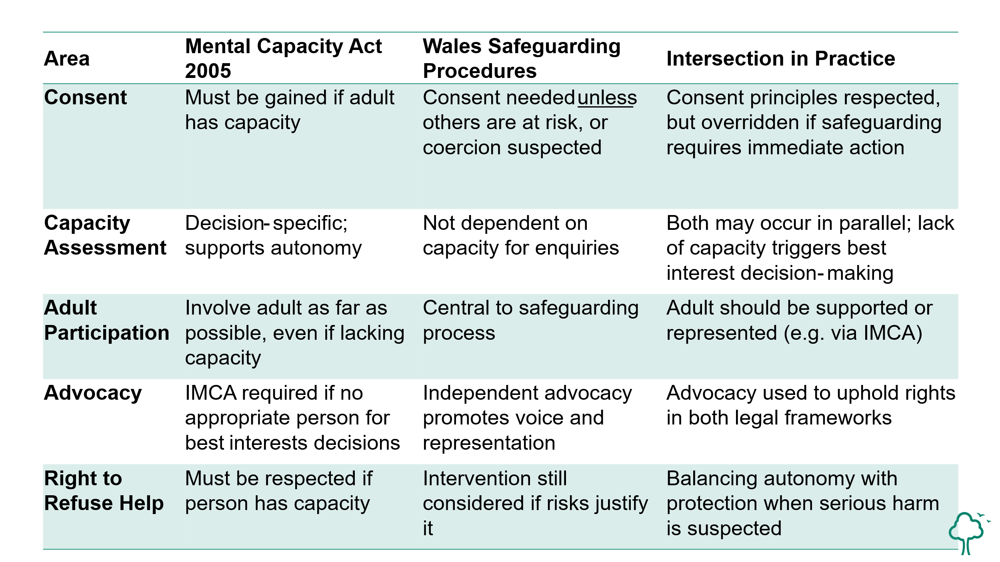 Area
Mental Capacity Act
2005
Wales Safeguarding
Procedures
Intersection in Practice
Consent
Must be gained if adult
has capacity
Consent needed unless
others are at risk, or
coercion suspected
Consent principles respected,
but overridden if safeguarding
requires immediate action
Capacity
Assessment
Decision-specific;
supports autonomy
Not dependent on
capacity for enquiries
Both may occur in parallel; lack
of capacity triggers best
interest decision-making
Adult
Participation
Involve adult as far as
possible, even if lacking
capacity
Central to safeguarding
process
Adult should be supported or
represented (e.g. via IMCA)
Advocacy
IMCA required if no
appropriate person for
best interests decisions
Independent advocacy
promotes voice and
representation
Advocacy used to uphold rights
in both legal frameworks
Right to
Refuse Help
Must be respected if
person has capacity
Intervention still
considered if risks justify
it
Balancing autonomy with
protection when serious harm
is suspected